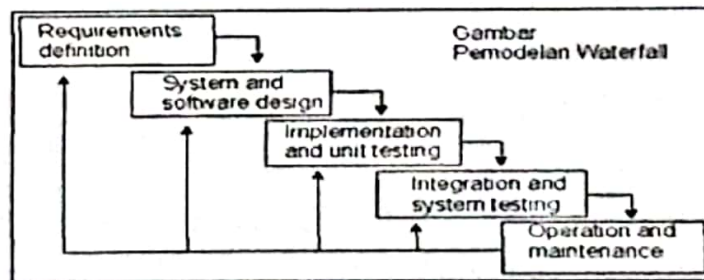 Requirements
definition
Gambar
Pemodelan Waterfall
System and
software design
Implementation
and unit testing
Integration and
system testing
Operation and
maintenance